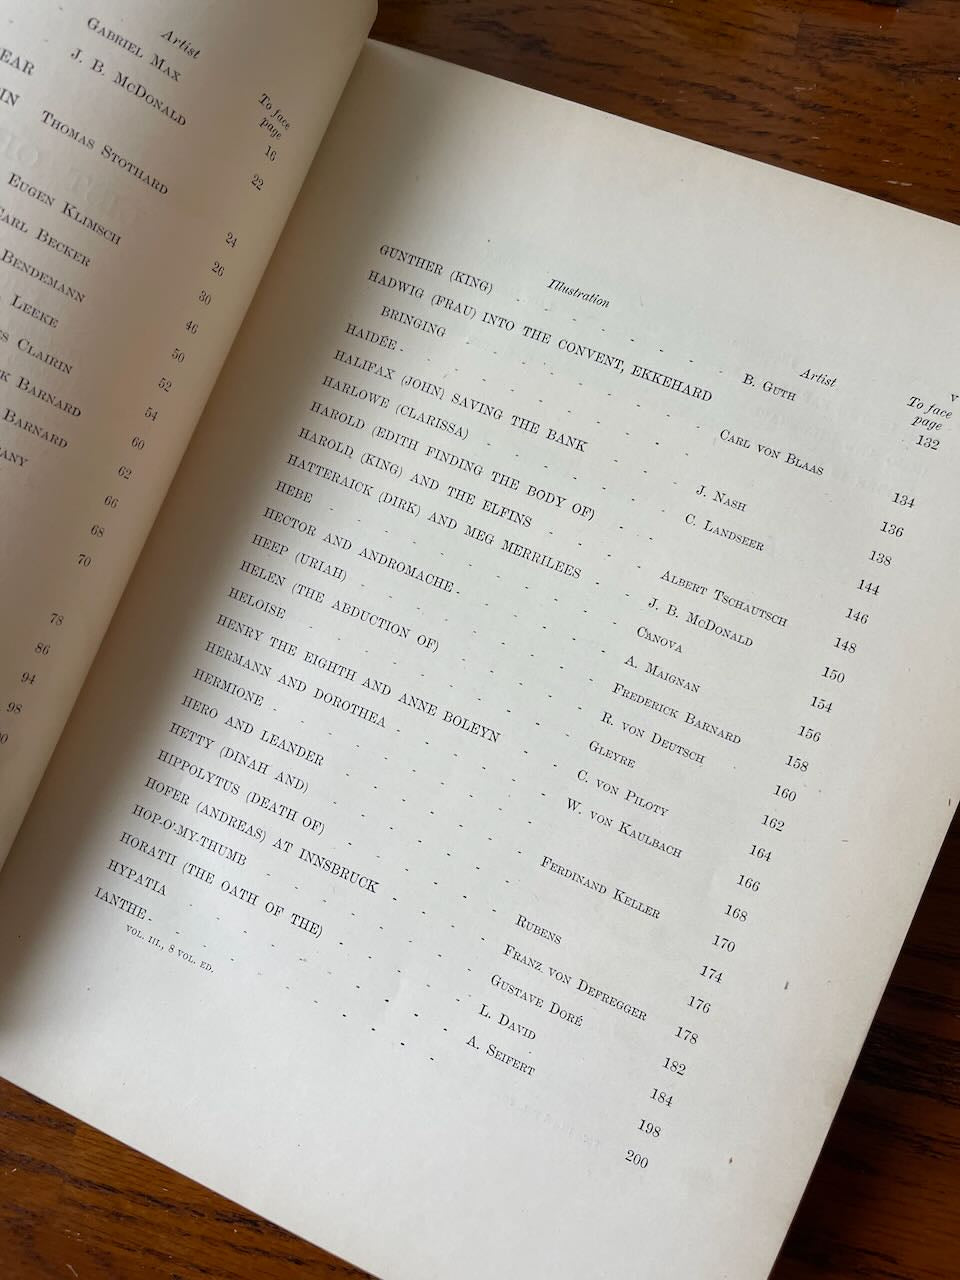 Artist To face page
GABRIEL MAX 16
J. B. MCDONALD 22
THOMAS STOTHARD 24
EUGEN KLIMSCH 26
BECKER 30
BENDEMANN 46
LEEKE 50
CLAIRIN 52
BARNARD 54
BARNARD 60
62
66
68
70
78
86
94
98
v
Illustration Artist To face page
GUNTHER (KING) - - - - - B. GUTH - 132
HADWIG (FRAU) INTO THE CONVENT, EKKEHARD
BRINGING - - - - - CARL VON BLAAS 134
HAIDÉE - - - - - 136
HALIFAX (JOHN) SAVING THE BANK - - - J. NASH 138
HARLOWE (CLARISSA) - - - - C. LANDSEER 144
HAROLD (EDITH FINDING THE BODY OF) - - 146
HAROLD (KING) AND THE ELFINS - - - ALBERT TSCHAUTSCH 148
HATTERAICK (DIRK) AND MEG MERRILEES - - J. B. MCDONALD 150
HEBE - - - - - CANOVA 154
HECTOR AND ANDROMACHE - - - - A. MAIGNAN 156
HEEP (URIAH) - - - - - FREDERICK BARNARD 158
HELEN (THE ABDUCTION OF) - - - - R. VON DEUTSCH 160
HELOISE - - - - - GLEYRE 162
HENRY THE EIGHTH AND ANNE BOLEYN - - C. VON PILOTY 164
HERMANN AND DOROTHEA - - - - W. VON KAULBACH 166
HERMIONE - - - - - 168
HERO AND LEANDER - - - - FERDINAND KELLER 170
HETTY (DINAH AND) - - - - 174
HIPPOLYTUS (DEATH OF) - - - - RUBENS 176
HOFER (ANDREAS) AT INNSBRUCK - - - FRANZ VON DEFREGGER 178
HOP-O'-MY-THUMB - - - - GUSTAVE DORÉ 182
HORATII (THE OATH OF THE) - - - L. DAVID 184
HYPATIA - - - - - A. SEIFERT 198
IANTHE - - - - - 200
VOL. III., 8 VOL. ED.